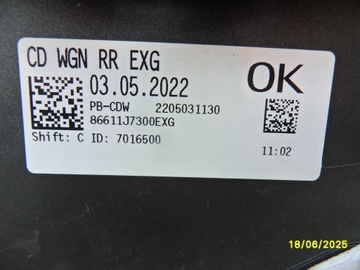 CD WGN RR EXG
03.05.2022
OK
PB-CDW 2205031130
86611J7300EXG
Shift: C ID: 7016500
11:02
18/06/2025